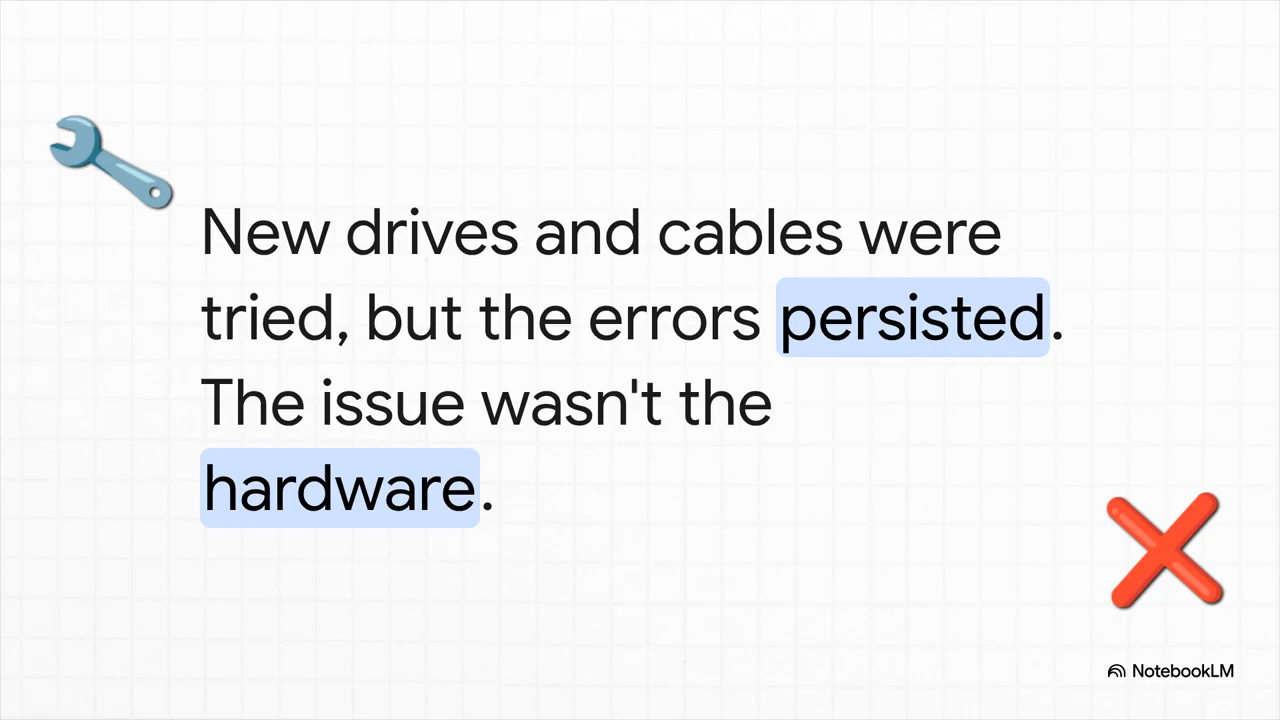 New drives and cables were
tried, but the errors persisted.
The issue wasn't the
hardware.
NotebookLM